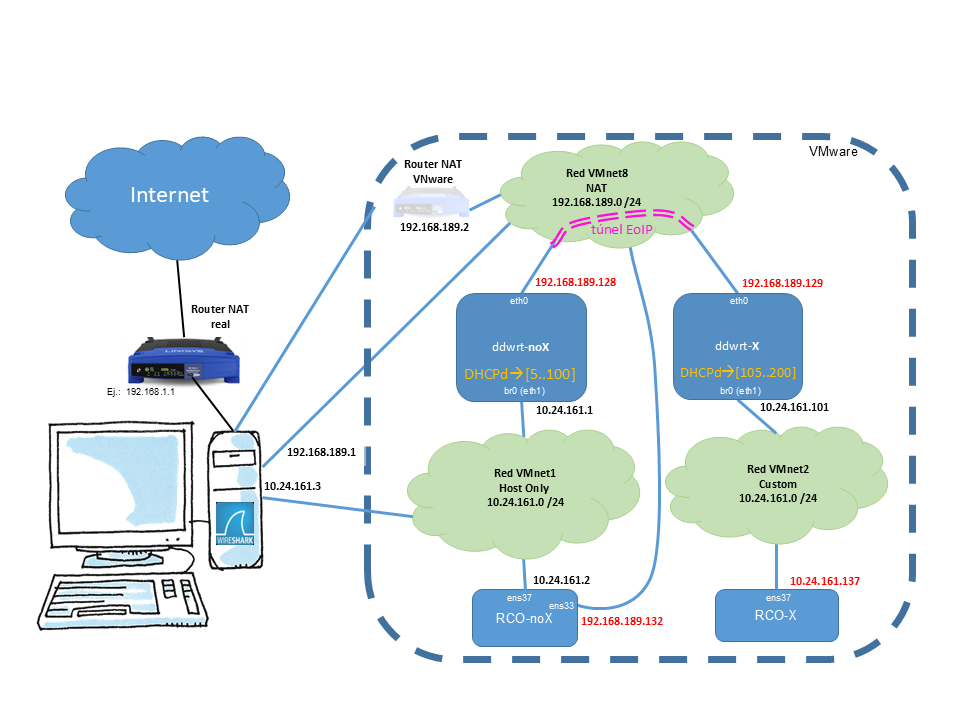 VMware
Router NAT
VNware
192.168.189.2
Red VMnet8
NAT
192.168.189.0 /24
túnel EoIP
Internet
192.168.189.128
192.168.189.129
Router NAT
real
LINKSYS
Ej.: 192.168.1.1
eth0
ddwrt-noX
DHCPd→[5..100]
br0 (eth1)
eth0
ddwrt-X
DHCPd→[105..200]
br0 (eth1)
10.24.161.1
10.24.161.101
192.168.189.1
10.24.161.3
WIRESHARK
Red VMnet1
Host Only
10.24.161.0 /24
Red VMnet2
Custom
10.24.161.0 /24
10.24.161.2
10.24.161.137
ens37
ens33
RCO-noX
192.168.189.132
ens37
RCO-X